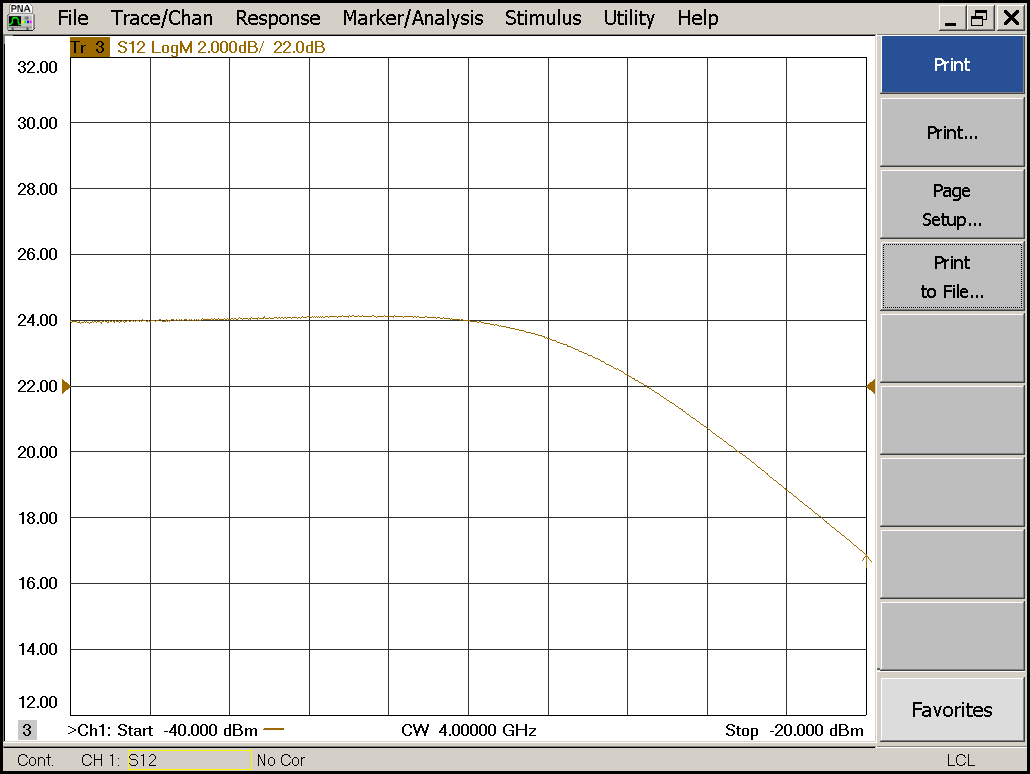 PNA
File Trace/Chan Response Marker/Analysis Stimulus Utility Help
Tr 3 S12 LogM 2.000dB/ 22.0dB
32.00
30.00
28.00
26.00
24.00
22.00
20.00
18.00
16.00
14.00
12.00
3 >Ch1: Start -40.000 dBm CW 4.00000 GHz Stop -20.000 dBm
Print
Print...
Page
Setup...
Print
to File...
Favorites
Cont. CH 1: S12 No Cor LCL